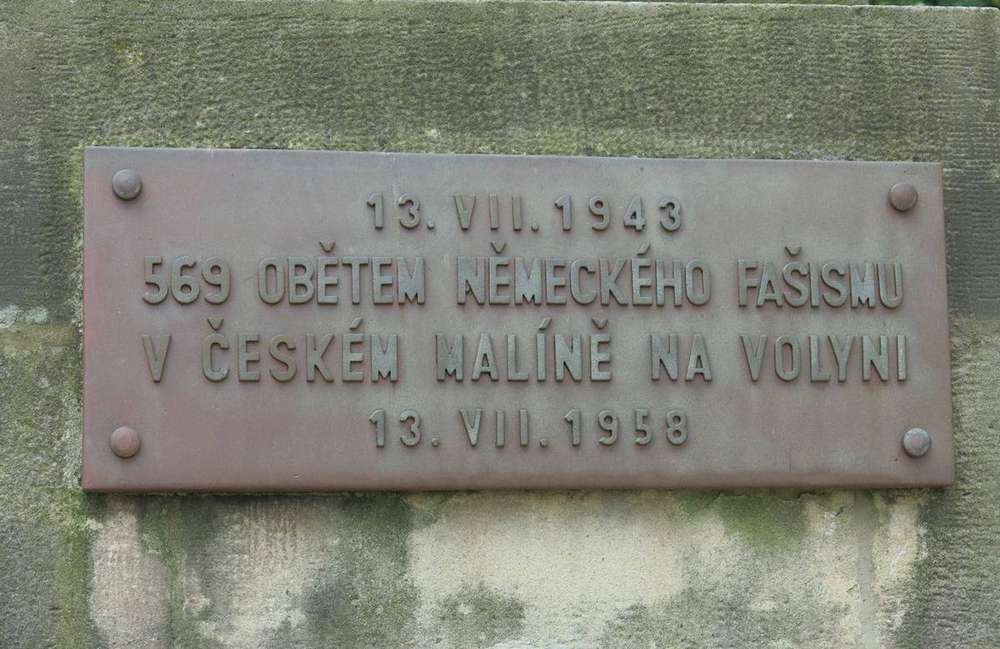 13. VII. 1943
569 OBĚTEM NĚMECKÉHO FAŠISMU
V ČESKÉM MALÍNĚ NA VOLYNI
13. VII. 1958